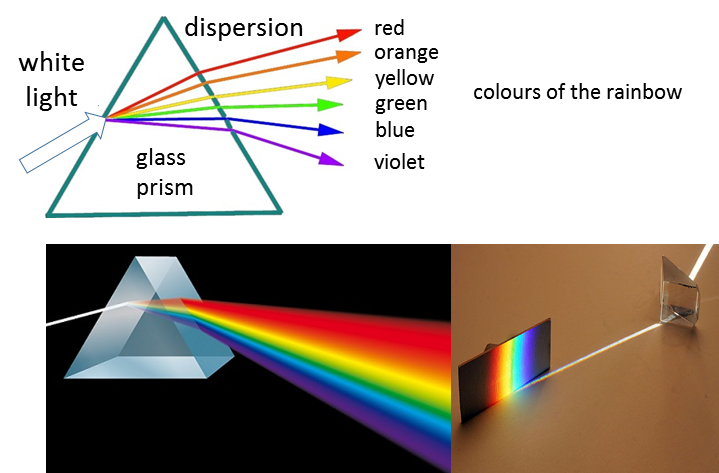 dispersion
white
light
red
orange
yellow
green
blue
violet
colours of the rainbow
glass
prism